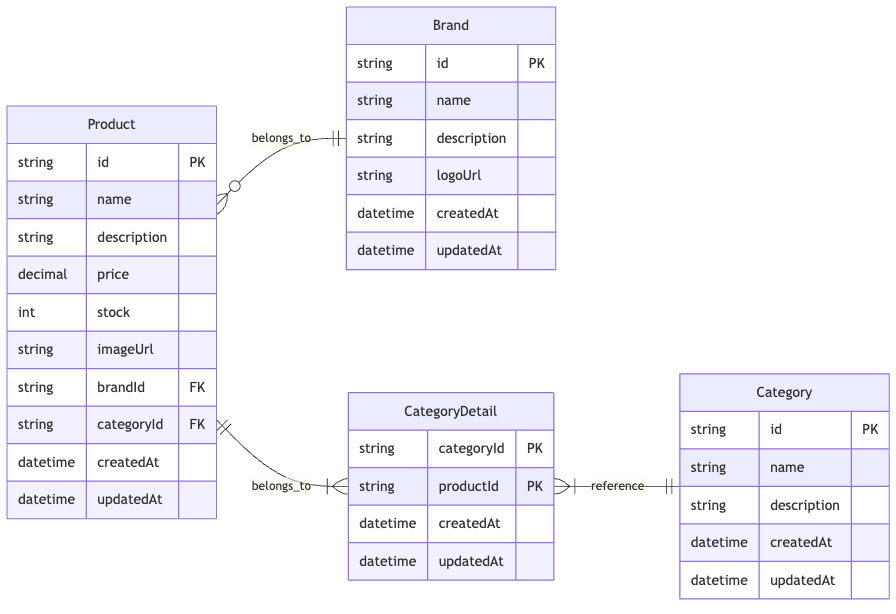 Brand
string id PK
string name
string description
string logoUrl
datetime createdAt
datetime updatedAt
Product
string id PK
string name
string description
decimal price
int stock
string imageUrl
string brandId FK
string categoryId FK
datetime createdAt
datetime updatedAt
belongs_to
belongs_to
CategoryDetail
string categoryId PK
string productId PK
datetime createdAt
datetime updatedAt
reference
Category
string id PK
string name
string description
datetime createdAt
datetime updatedAt